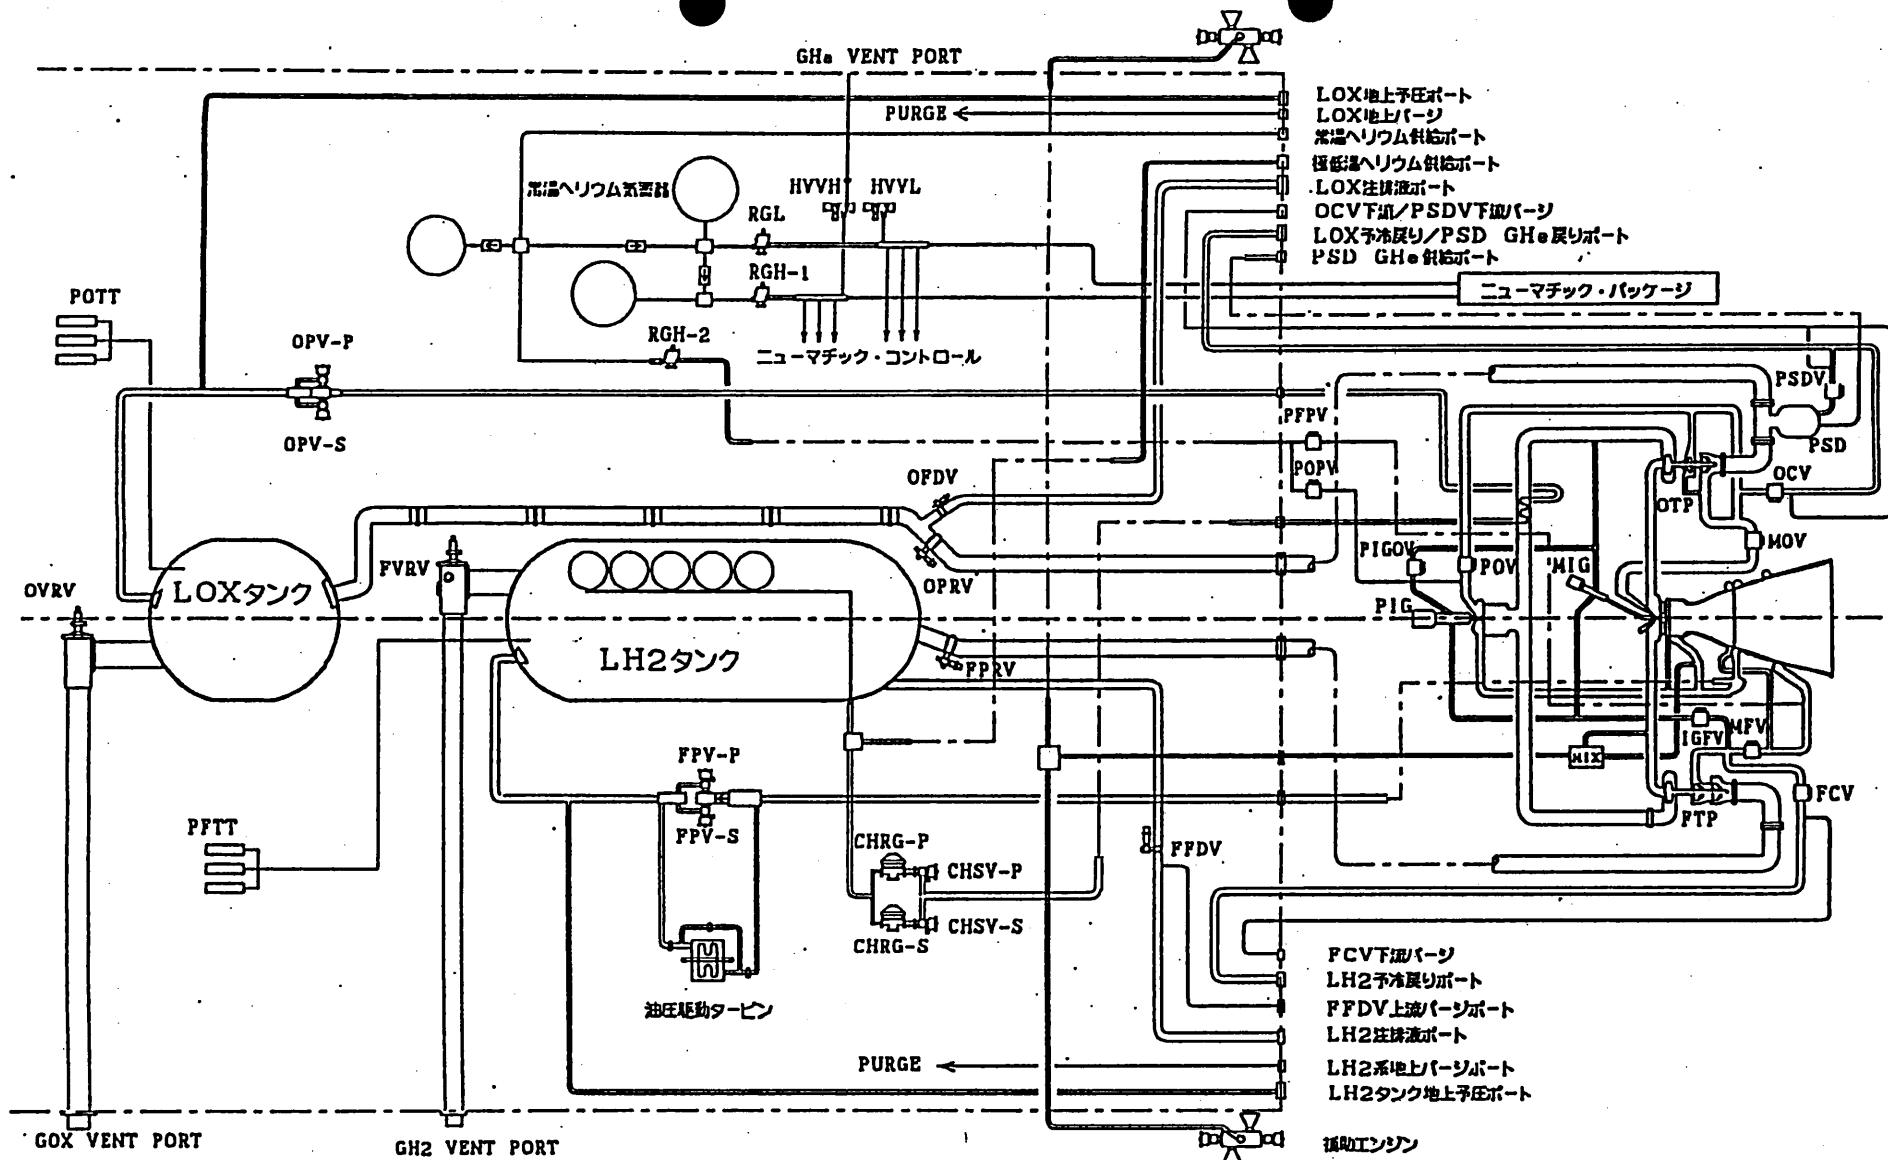 GHe VENT PORT
LOX地上予圧ポート
PURGE
LOX地上パージ
常温ヘリウム供給ポート
極低温ヘリウム供給ポート
常温ヘリウム気蓄器
HVVH
HVVL
LOX注排液ポート
RGL
OCV下流/PSDV下流パージ
LOX予冷戻り/PSD GHe戻りポート
PSD GHe供給ポート
RGH-1
ニューマチック・パッケージ
POTT
RGH-2
ニューマチック・コントロール
OPV-P
PSDV
OPV-S
PFPV
PSD
POPV
OFDV
OCV
OTP
MOV
PIGOV
FVRV
OPRV
POV
MIG
OVRV
LOXタンク
PIG
LH2タンク
FPRV
MFV
IGFV
FPV-P
MIX
FCV
FPV-S
FTP
PFTT
CHRG-P
FFDV
CHSV-P
CHSV-S
CHRG-S
FCV下流パージ
LH2予冷戻りポート
油圧駆動タービン
FFDV上流パージポート
LH2注排液ポート
PURGE
LH2系地上パージポート
LH2タンク地上予圧ポート
GOX VENT PORT
GH2 VENT PORT
補助エンジン